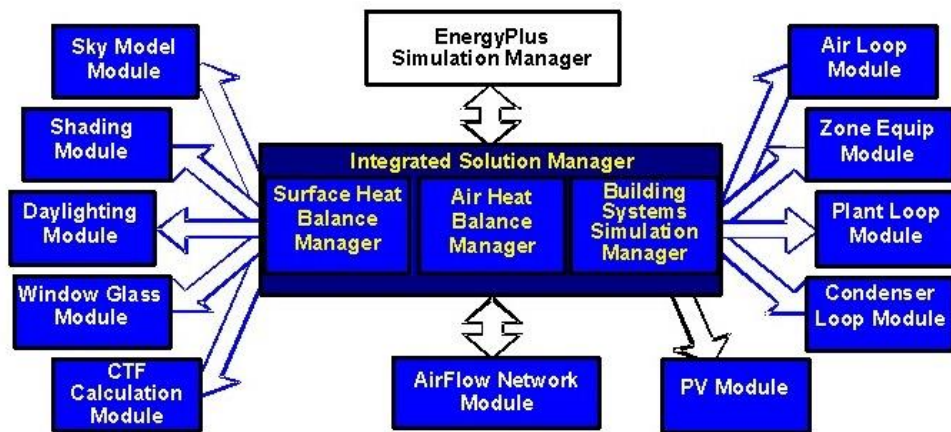 EnergyPlus
Simulation Manager
Sky Model
Module
Shading
Module
Daylighting
Module
Window Glass
Module
CTF
Calculation
Module
Integrated Solution Manager
Surface Heat
Balance
Manager
Air Heat
Balance
Manager
Building
Systems
Simulation
Manager
Air Loop
Module
Zone Equip
Module
Plant Loop
Module
Condenser
Loop Module
AirFlow Network
Module
PV Module